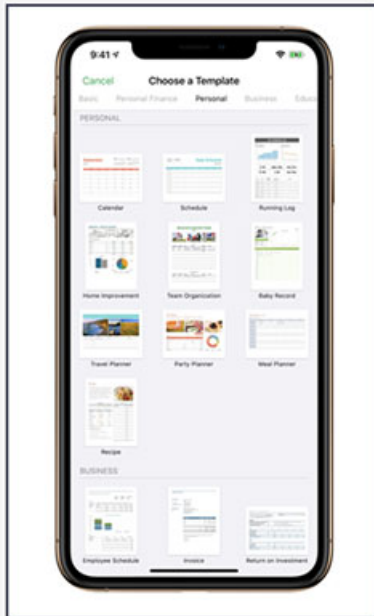 9:41
Cancel Choose a Template
Basic Personal Finance Personal Business Educa
PERSONAL
Calendar Schedule Running Log
Home Improvement Team Organization Baby Record
Travel Planner Party Planner Meal Planner
Recipe
BUSINESS
Employee Schedule Invoice Return on Investment